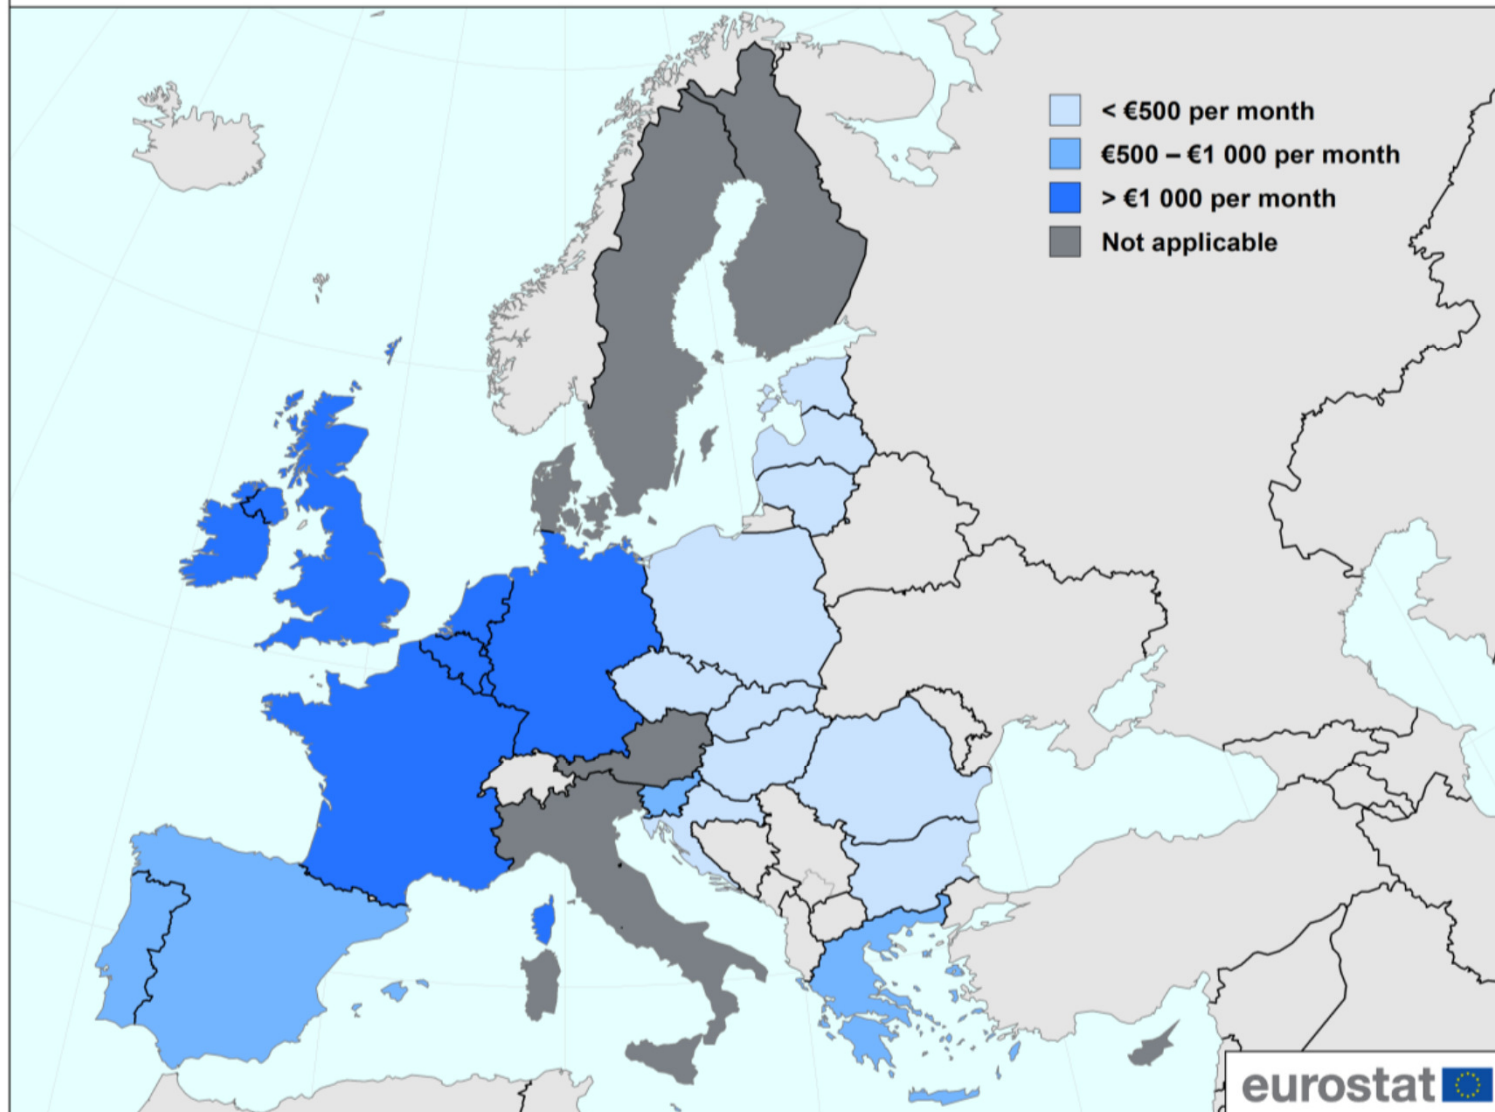 < €500 per month
€500 – €1 000 per month
> €1 000 per month
Not applicable
eurostat